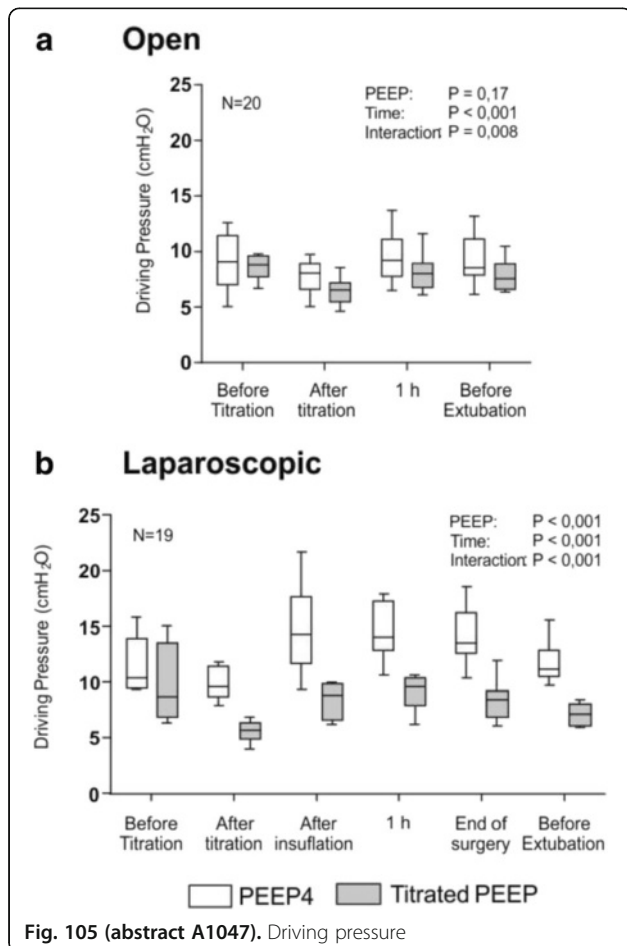 a Open
25
20
15
10
5
0
Driving Pressure (cmH₂O)
N=20
PEEP: P = 0,17
Time: P < 0,001
Interaction: P = 0,008
Before Titration
After titration
1 h
Before Extubation
b Laparoscopic
25
20
15
10
5
0
Driving Pressure (cmH₂O)
N=19
PEEP: P < 0,001
Time: P < 0,001
Interaction: P < 0,001
Before Titration
After titration
After insuflation
1 h
End of surgery
Before Extubation
PEEP4 Titrated PEEP
Fig. 105 (abstract A1047). Driving pressure